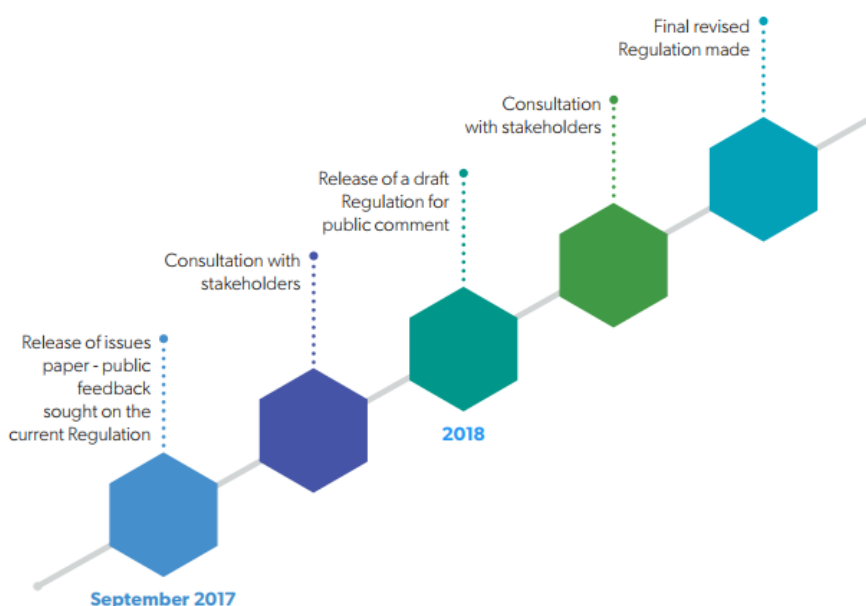 Final revised
Regulation made
Consultation
with stakeholders
Release of a draft
Regulation for
public comment
Consultation with
stakeholders
Release of issues
paper - public
feedback
sought on the
current Regulation
2018
September 2017